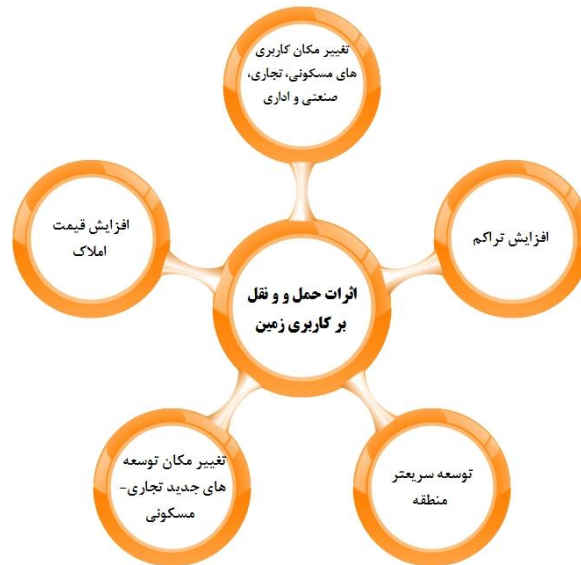 تغییر مکان کاربری
های مسکونی، تجاری،
صنعتی و اداری
افزایش تراکم
افزایش قیمت
املاک
اثرات حمل و و نقل
بر کاربری زمین
توسعه سریعتر
منطقه
تغییر مکان توسعه
های جدید تجاری-
مسکونی